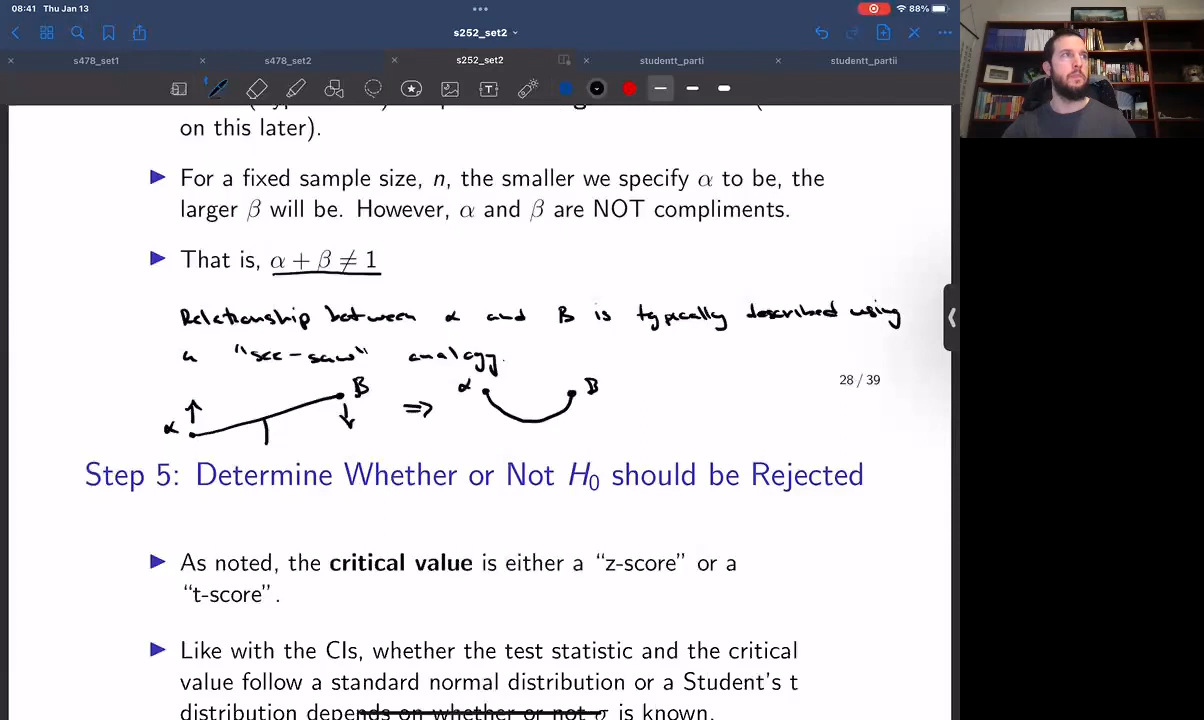 08:41 Thu Jan 13
88%
s252_set2
s478_set1
s478_set2
s252_set2
studentt_parti
studentt_partii
on this later).
For a fixed sample size, n, the smaller we specify α to be, the
larger β will be. However, α and β are NOT compliments.
That is, α + β ≠ 1
Relationship between α and β is typically described using
a "see-saw" analogy.
α ↑ β ↓ ⇒ α β
28 / 39
Step 5: Determine Whether or Not H₀ should be Rejected
As noted, the critical value is either a “z-score” or a
“t-score”.
Like with the CIs, whether the test statistic and the critical
value follow a standard normal distribution or a Student's t
distribution depends on whether or not σ is known.